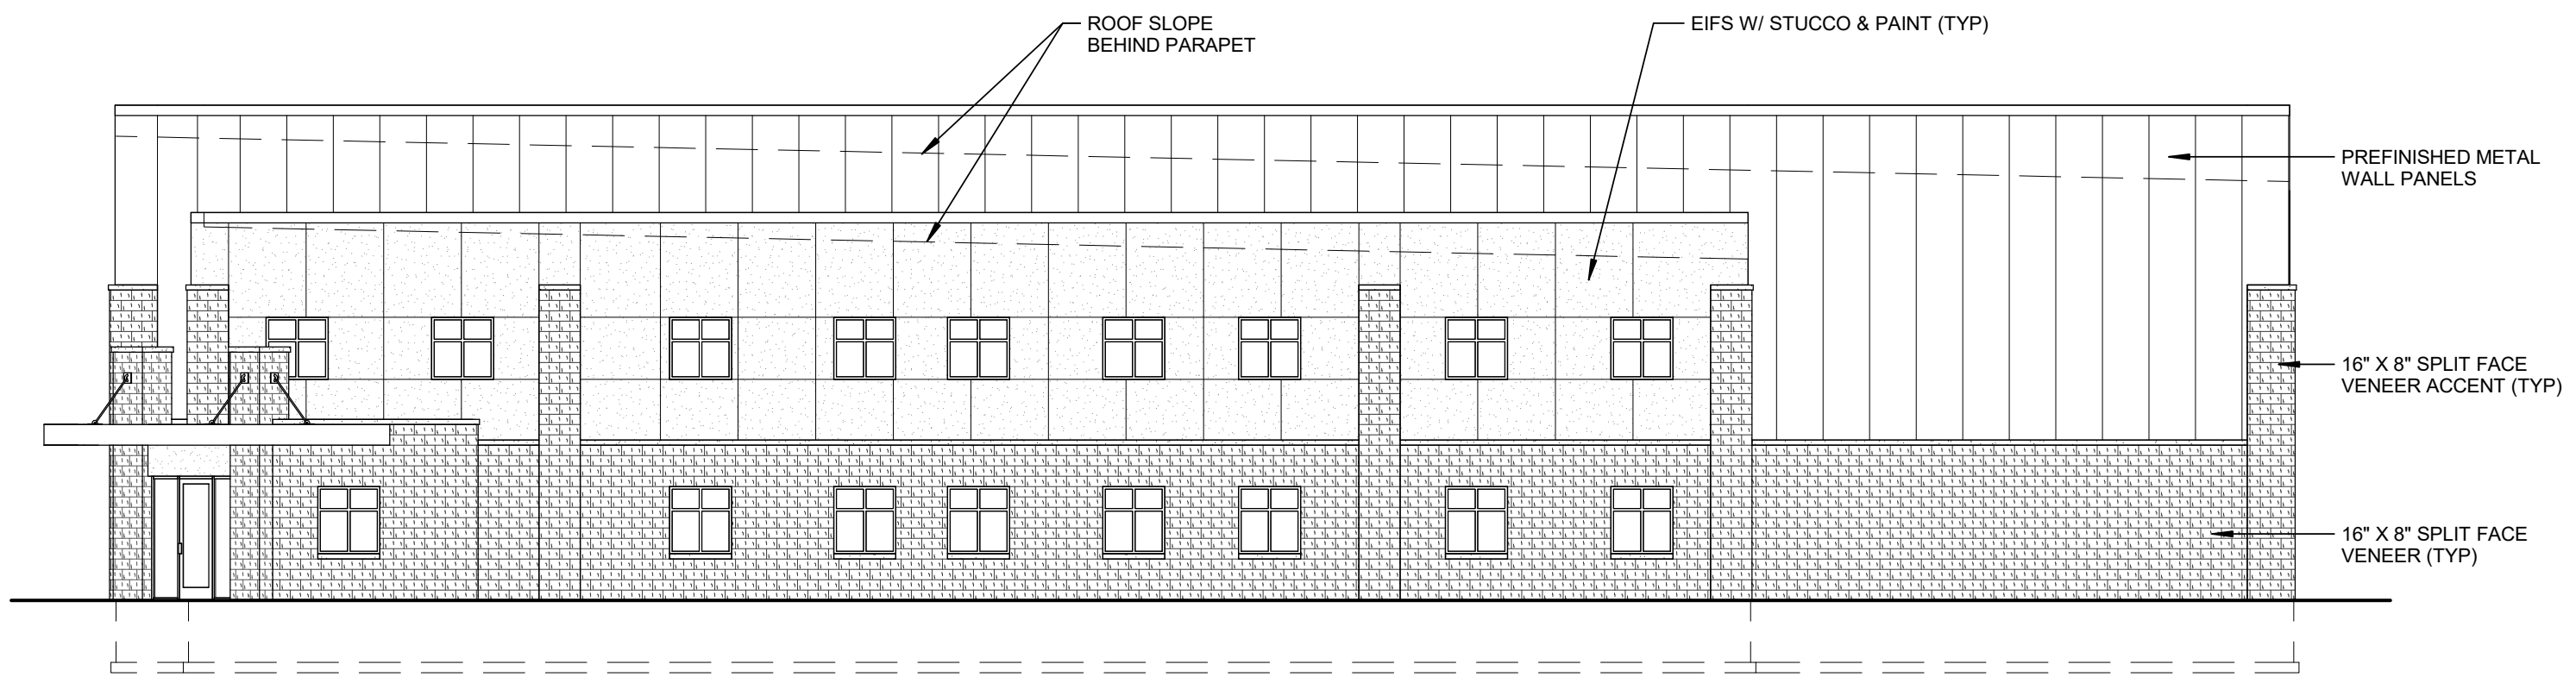 ROOF SLOPE
BEHIND PARAPET
EIFS W/ STUCCO & PAINT (TYP)
PREFINISHED METAL
WALL PANELS
16" X 8" SPLIT FACE
VENEER ACCENT (TYP)
16" X 8" SPLIT FACE
VENEER (TYP)